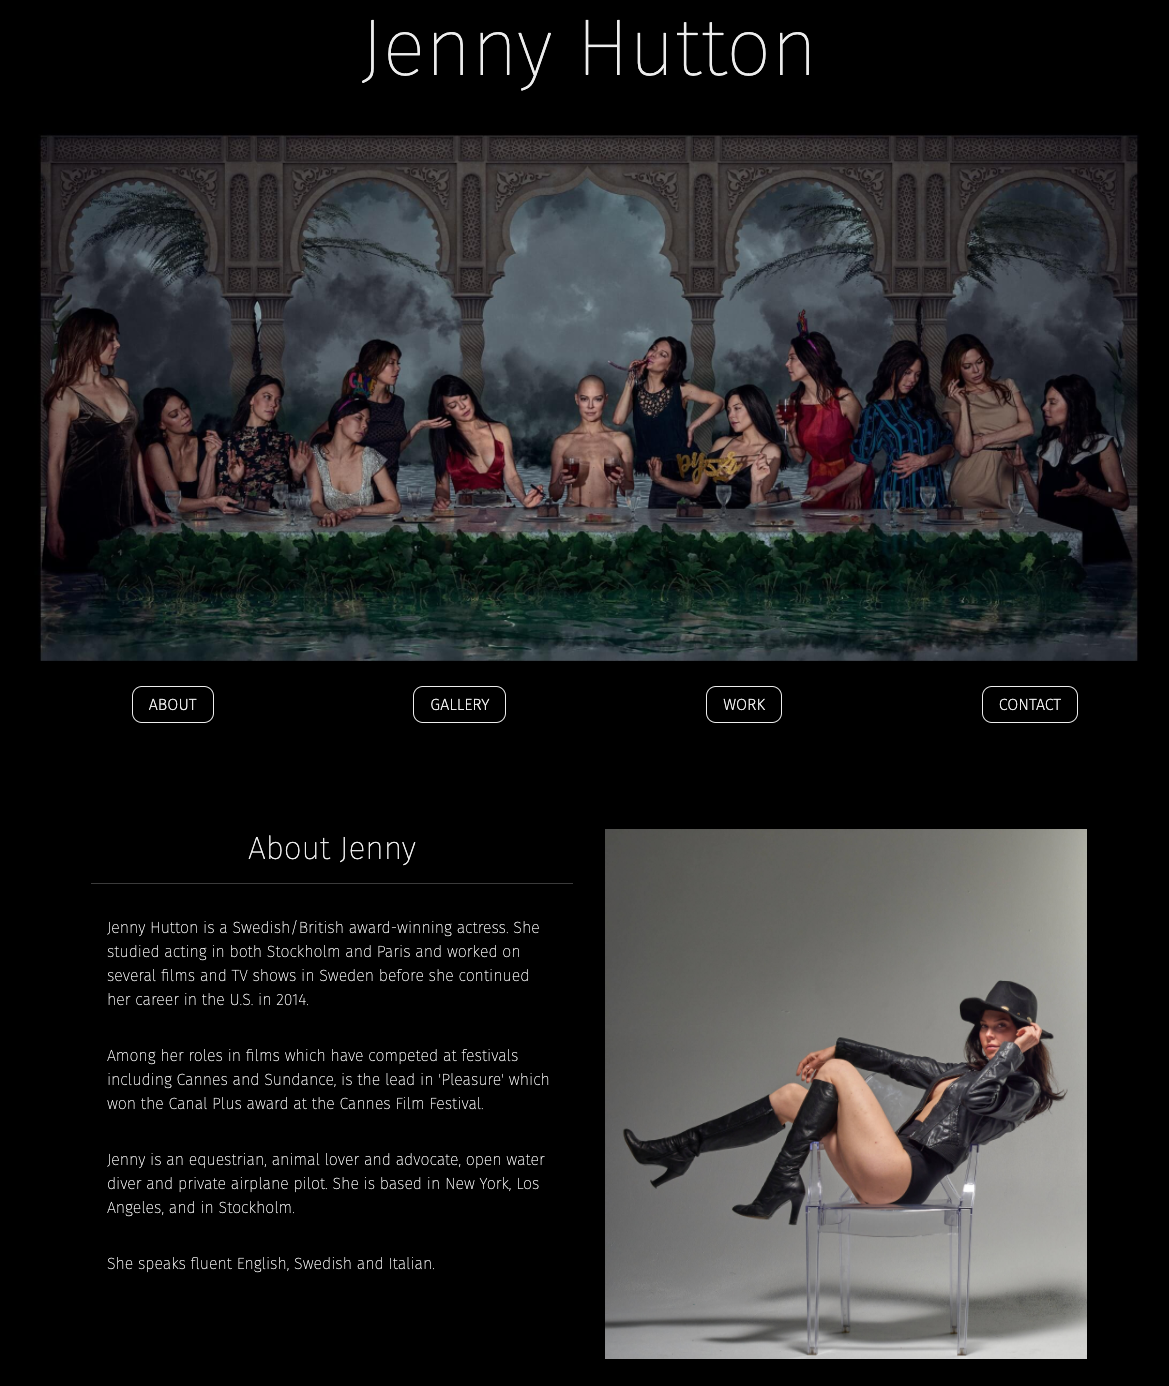 Jenny Hutton
ABOUT
GALLERY
WORK
CONTACT
About Jenny
Jenny Hutton is a Swedish/British award-winning actress. She
studied acting in both Stockholm and Paris and worked on
several films and TV shows in Sweden before she continued
her career in the U.S. in 2014.
Among her roles in films which have competed at festivals
including Cannes and Sundance, is the lead in 'Pleasure' which
won the Canal Plus award at the Cannes Film Festival.
Jenny is an equestrian, animal lover and advocate, open water
diver and private airplane pilot. She is based in New York, Los
Angeles, and in Stockholm.
She speaks fluent English, Swedish and Italian.